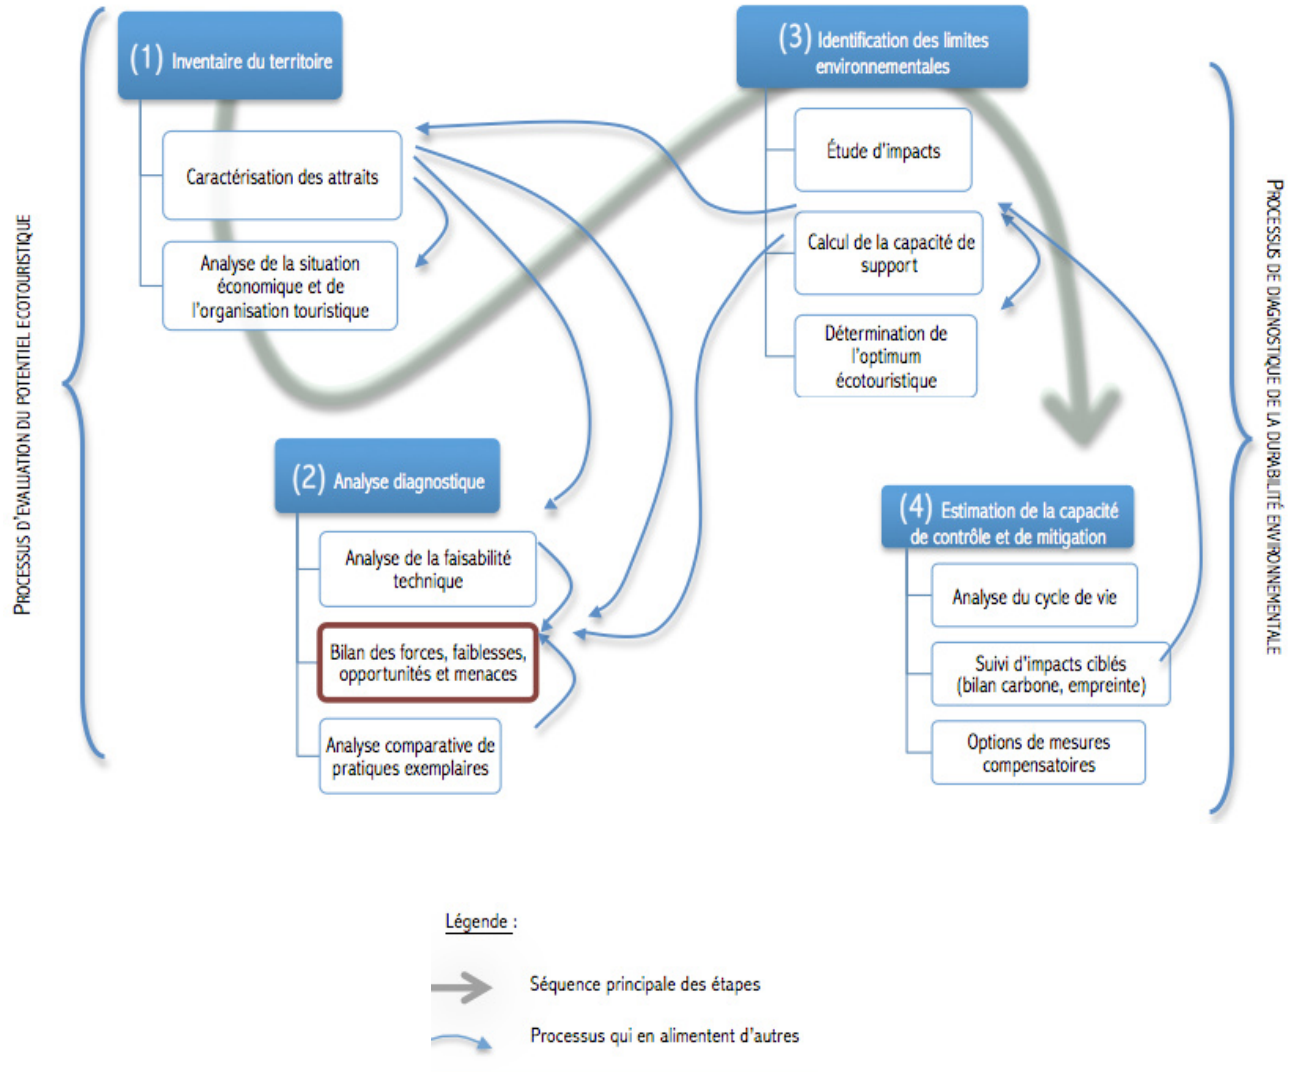 PROCESSUS D'EVALUATION DU POTENTIEL ECOTOURISTIQUE
(1) Inventaire du territoire
Caractérisation des attraits
Analyse de la situation
économique et de
l'organisation touristique
(2) Analyse diagnostique
Analyse de la faisabilité
technique
Bilan des forces, faiblesses,
opportunités et menaces
Analyse comparative de
pratiques exemplaires
(3) Identification des limites
environnementales
Étude d'impacts
Calcul de la capacité de
support
Détermination de
l'optimum
écotouristique
(4) Estimation de la capacité
de contrôle et de mitigation
Analyse du cycle de vie
Suivi d'impacts ciblés
(bilan carbone, empreinte)
Options de mesures
compensatoires
PROCESSUS DE DIAGNOSTIQUE DE LA DURABILITÉ ENVIRONNEMENTALE
Légende :
Séquence principale des étapes
Processus qui en alimentent d'autres